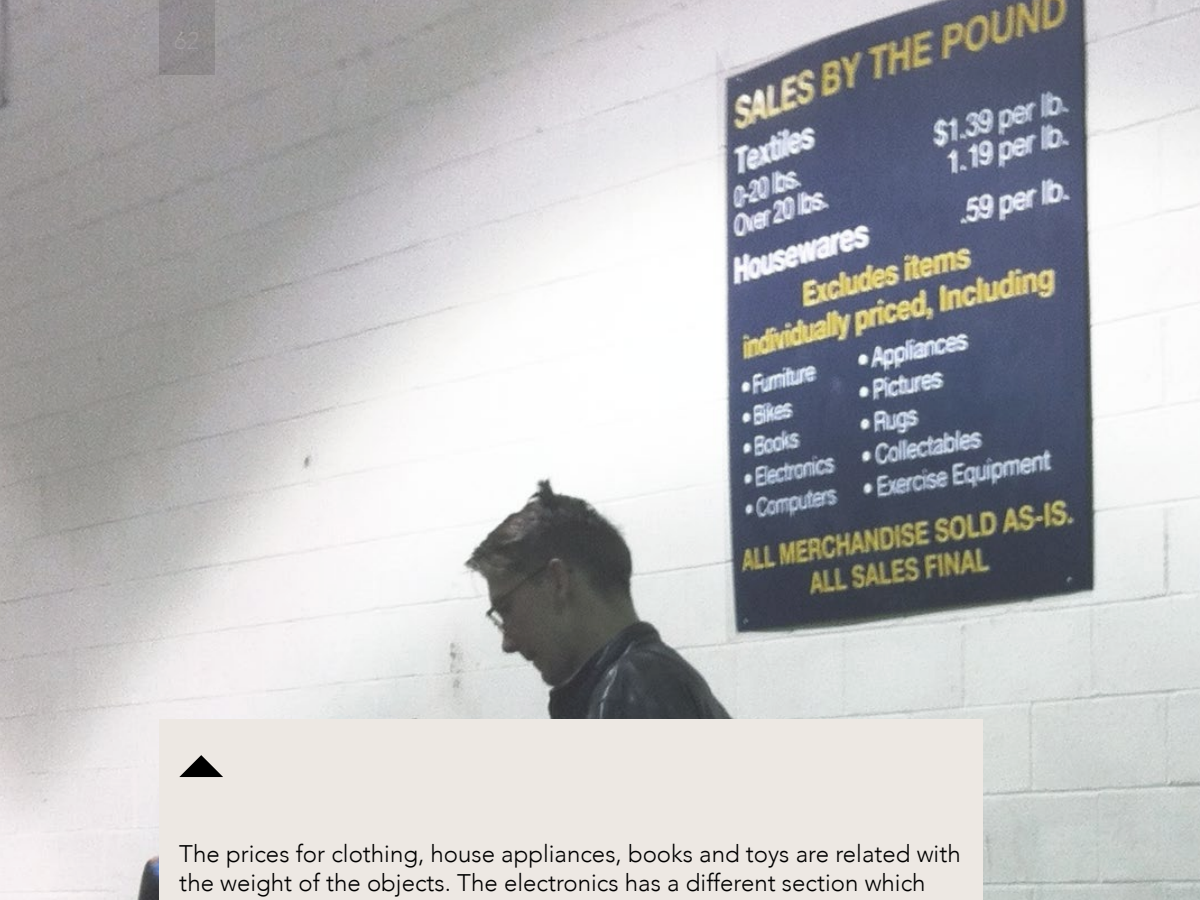 62
SALES BY THE POUND
Textiles
0-20 lbs. $1.39 per lb.
Over 20 lbs. 1.19 per lb.
Housewares .59 per lb.
Excludes items
individually priced, Including
• Furniture
• Bikes
• Books
• Electronics
• Computers
• Appliances
• Pictures
• Rugs
• Collectables
• Exercise Equipment
ALL MERCHANDISE SOLD AS-IS.
ALL SALES FINAL
The prices for clothing, house appliances, books and toys are related with
the weight of the objects. The electronics has a different section which